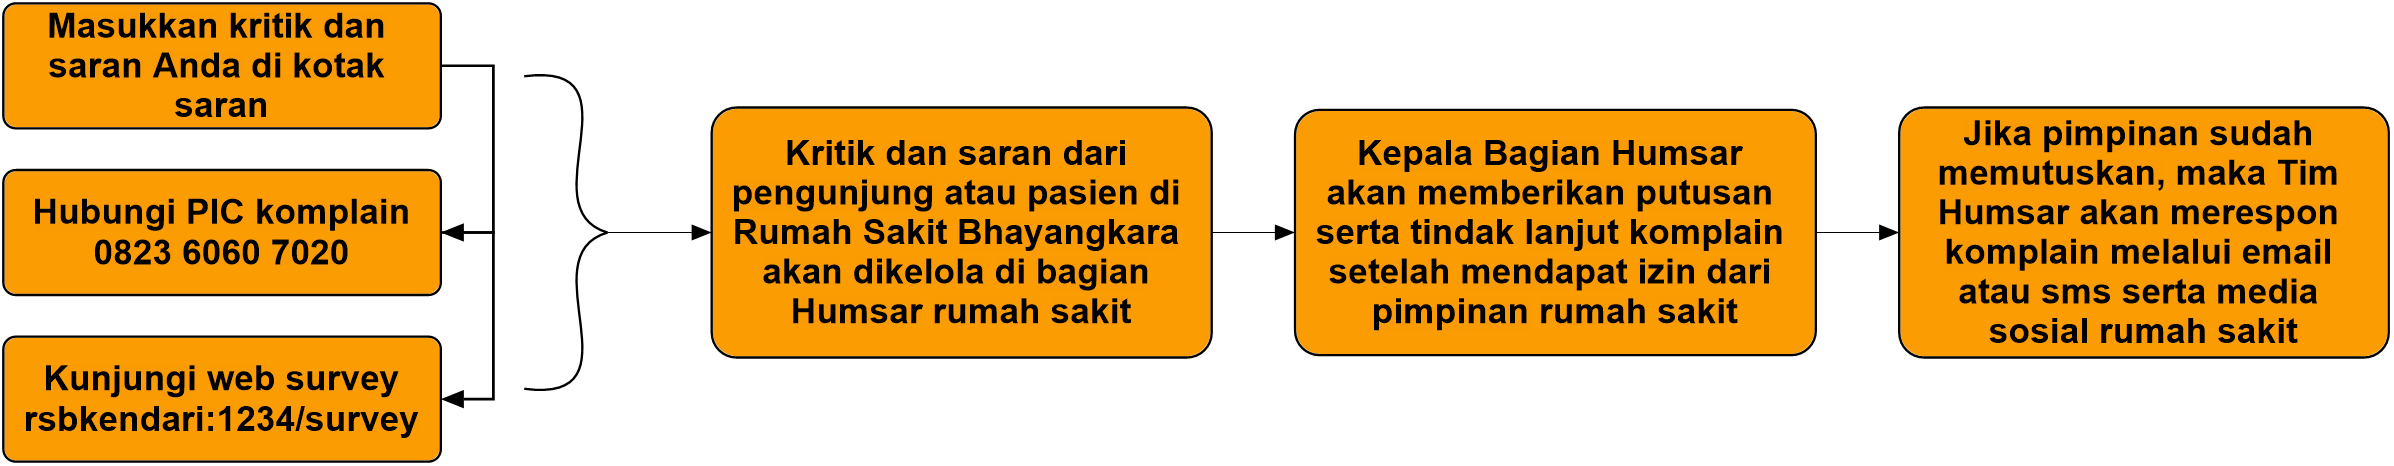 Masukkan kritik dan
saran Anda di kotak
saran
Hubungi PIC komplain
0823 6060 7020
Kunjungi web survey
rsbkendari:1234/survey
Kritik dan saran dari
pengunjung atau pasien di
Rumah Sakit Bhayangkara
akan dikelola di bagian
Humsar rumah sakit
Kepala Bagian Humsar
akan memberikan putusan
serta tindak lanjut komplain
setelah mendapat izin dari
pimpinan rumah sakit
Jika pimpinan sudah
memutuskan, maka Tim
Humsar akan merespon
komplain melalui email
atau sms serta media
sosial rumah sakit